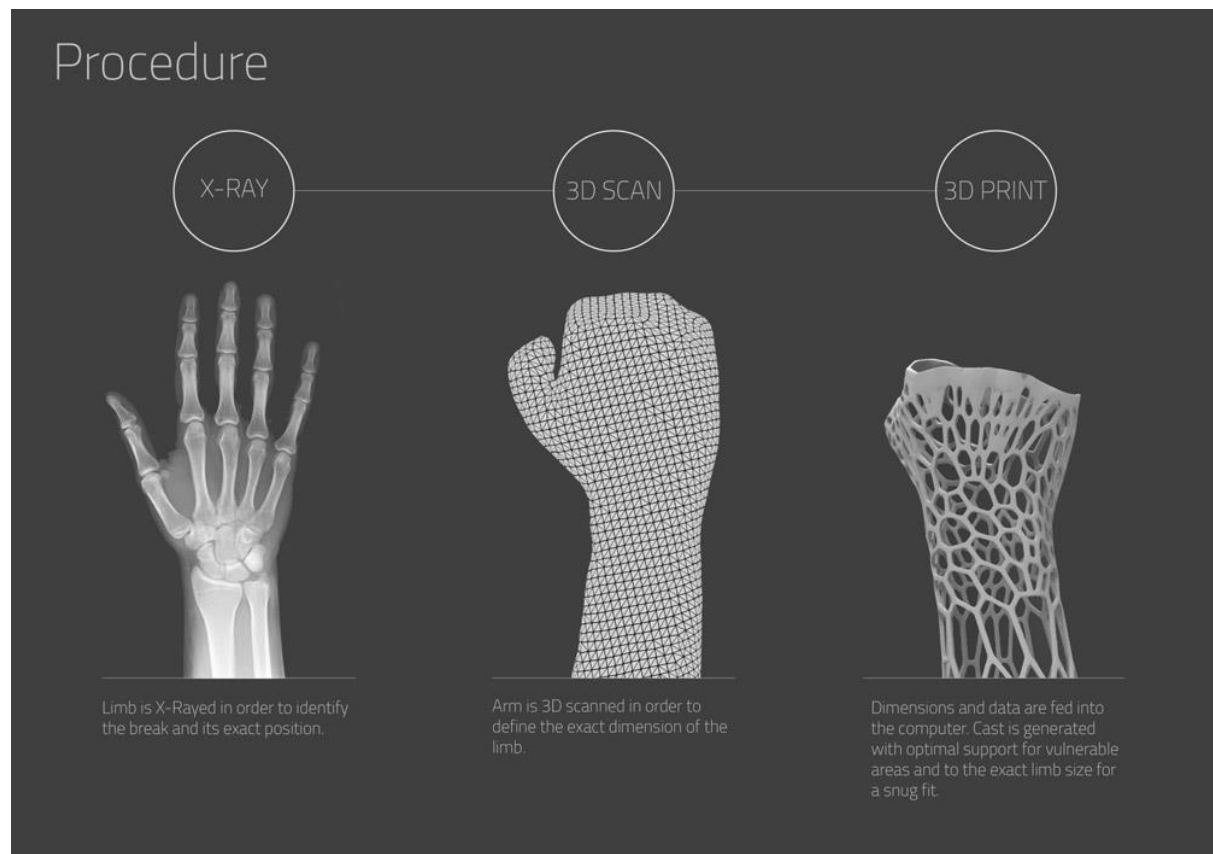 Procedure
X-RAY
3D SCAN
3D PRINT
Limb is X-Rayed in order to identify
the break and its exact position.
Arm is 3D scanned in order to
define the exact dimension of the
limb.
Dimensions and data are fed into
the computer. Cast is generated
with optimal support for vulnerable
areas and to the exact limb size for
a snug fit.